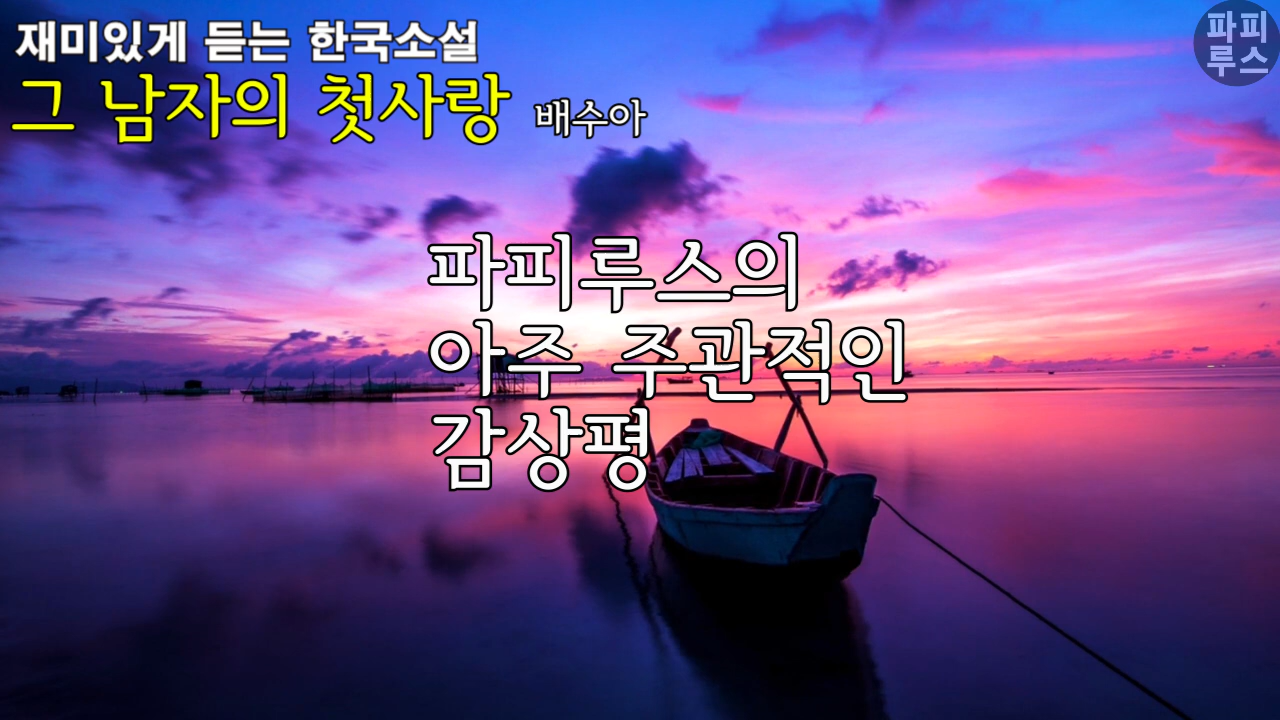 재미있게 듣는 한국소설
그 남자의 첫사랑 배수아
파피
루스
파피루스의
아주 주관적인
감상평